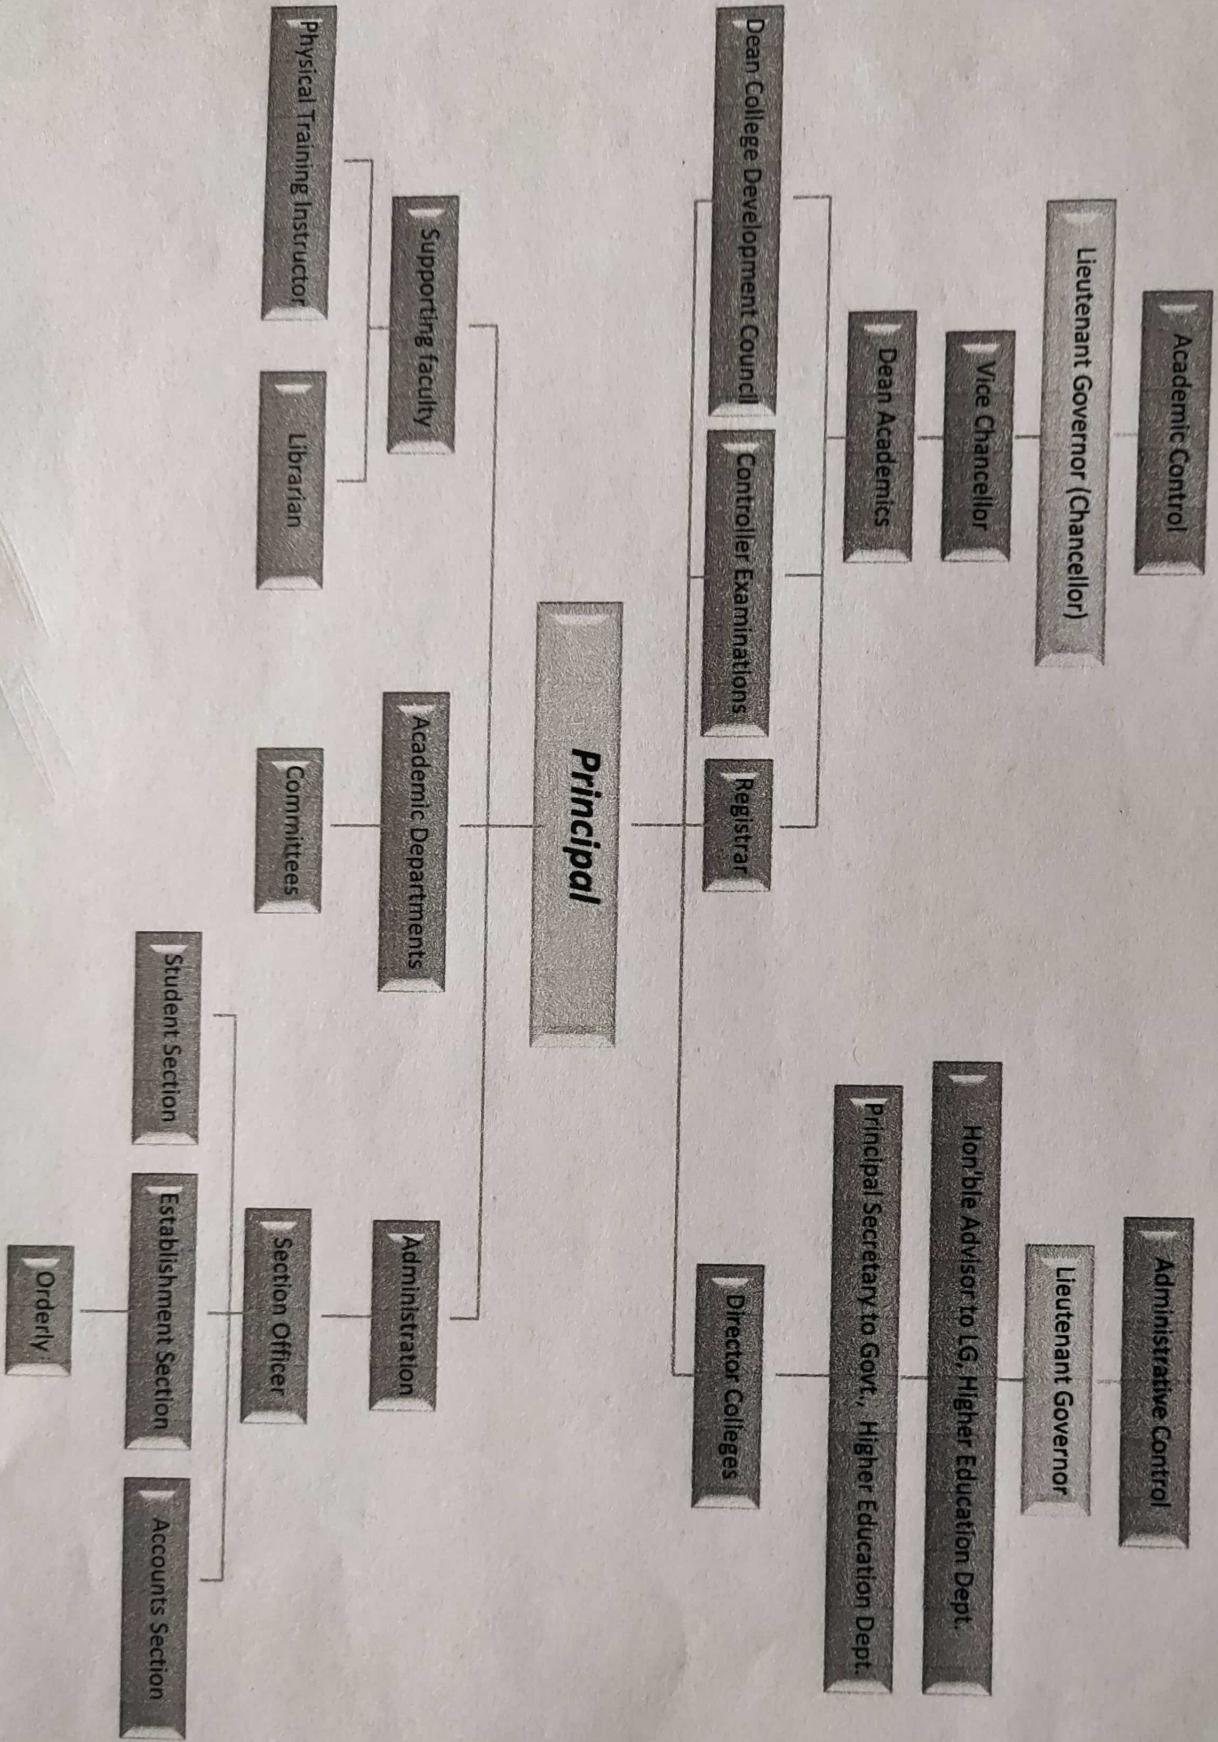 Academic Control
Administrative Control
Lieutenant Governor (Chancellor)
Lieutenant Governor
Vice Chancellor
Hon'ble Advisor to LG, Higher Education Dept.
Dean Academics
Principal Secretary to Govt., Higher Education Dept.
Dean College Development Council
Controller Examinations
Registrar
Director Colleges
Principal
Supporting faculty
Academic Departments
Administration
Physical Training Instructor
Librarian
Committees
Section Officer
Student Section
Establishment Section
Accounts Section
Orderly